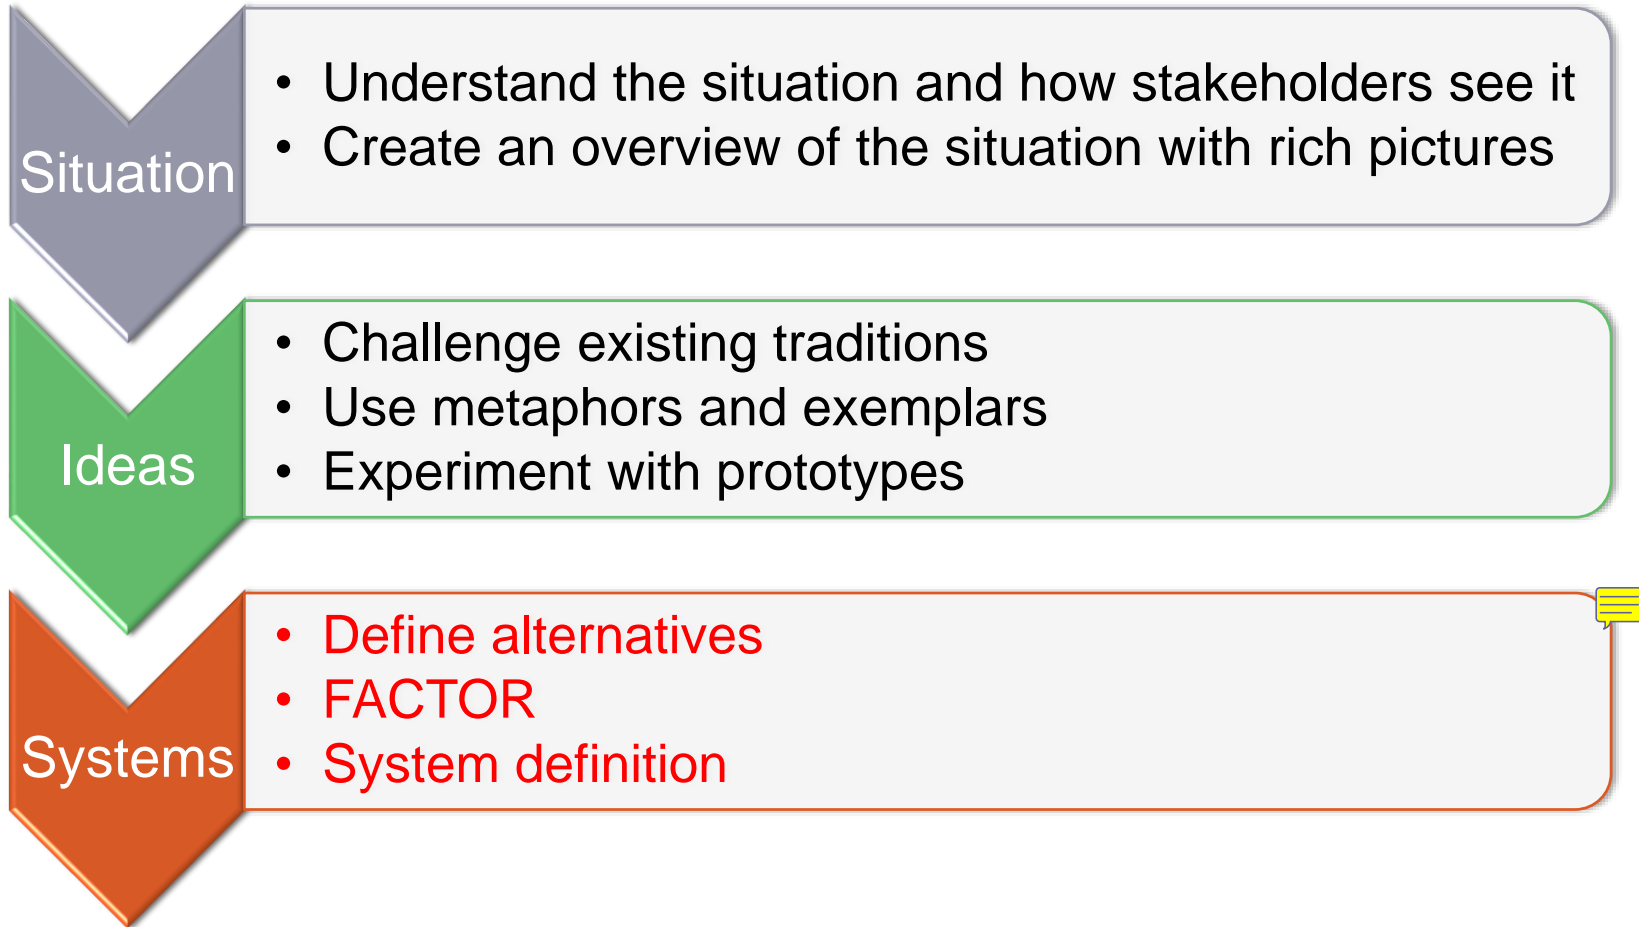 Situation
• Understand the situation and how stakeholders see it
• Create an overview of the situation with rich pictures
Ideas
• Challenge existing traditions
• Use metaphors and exemplars
• Experiment with prototypes
Systems
• Define alternatives
• FACTOR
• System definition